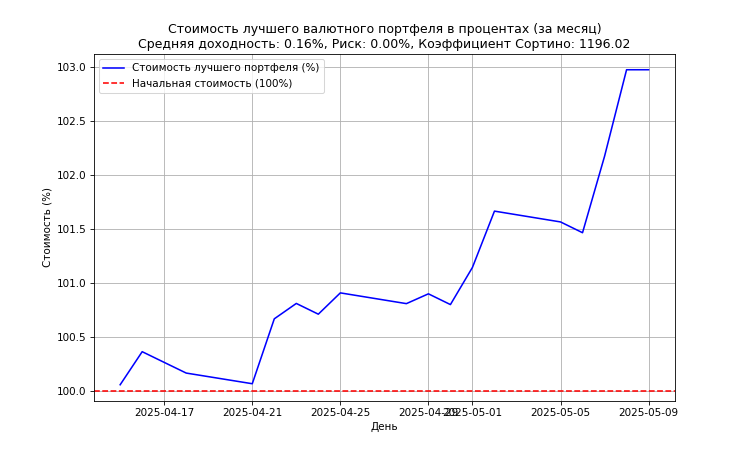 Стоимость лучшего валютного портфеля в процентах (за месяц)
Средняя доходность: 0.16%, Риск: 0.00%, Коэффициент Сортино: 1196.02
Стоимость лучшего портфеля (%)
Начальная стоимость (100%)
Стоимость (%)
103.0
102.5
102.0
101.5
101.0
100.5
100.0
2025-04-17
2025-04-21
2025-04-25
2025-04-29
2025-05-01
2025-05-05
2025-05-09
День